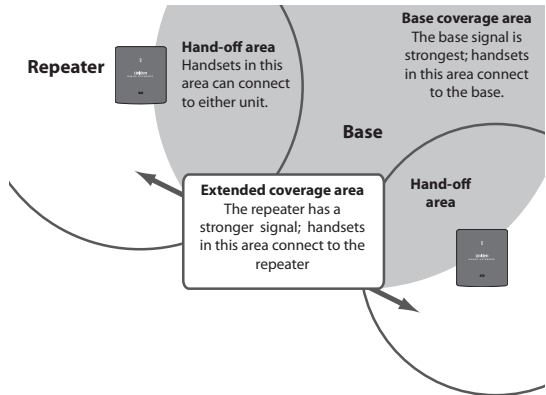 Repeater
Hand-off area
Handsets in this
area can connect
to either unit.
Base coverage area
The base signal is
strongest; handsets
in this area connect
to the base.
Base
Extended coverage area
The repeater has a
stronger signal; handsets
in this area connect to the
repeater
Hand-off
area